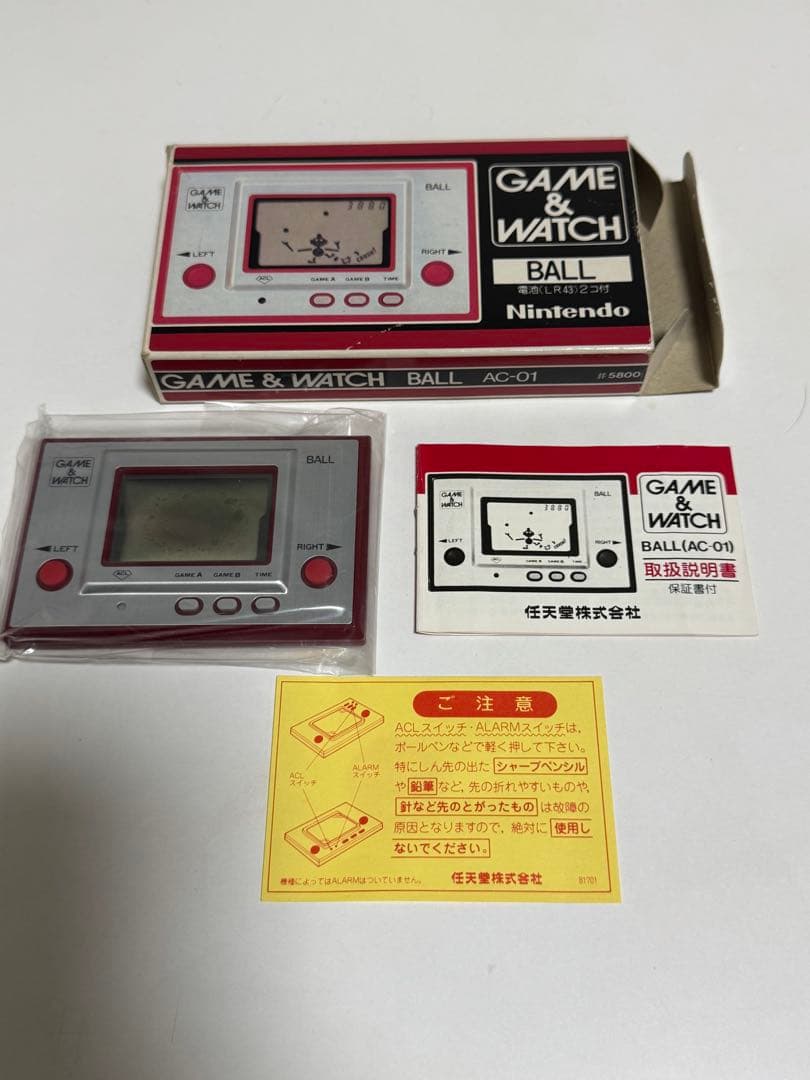 GAME
&
WATCH
BALL
LEFT
RIGHT
3880
CRUSH!
ACL
GAME A GAME B TIME
GAME
&
WATCH
BALL
電池(LR43)2コ付
Nintendo
GAME & WATCH BALL AC-01
5800
GAME
&
WATCH
BALL
LEFT
RIGHT
ACL
GAME A GAME B TIME
BALL
3880
LEFT
RIGHT
GAME
&
WATCH
BALL(AC-01)
取扱説明書
保証書付
任天堂株式会社
ご注意
ACLスイッチ・ALARMスイッチは、
ボールペンなどで軽く押して下さい。
特にしん先の出たシャープペンシル
や鉛筆など、先の折れやすいものや、
針など先のとがったものは故障の
原因となりますので、絶対に使用し
ないでください。
ACL
スイッチ
ALARM
スイッチ
機種によってはALARMはついていません。
任天堂株式会社
81701